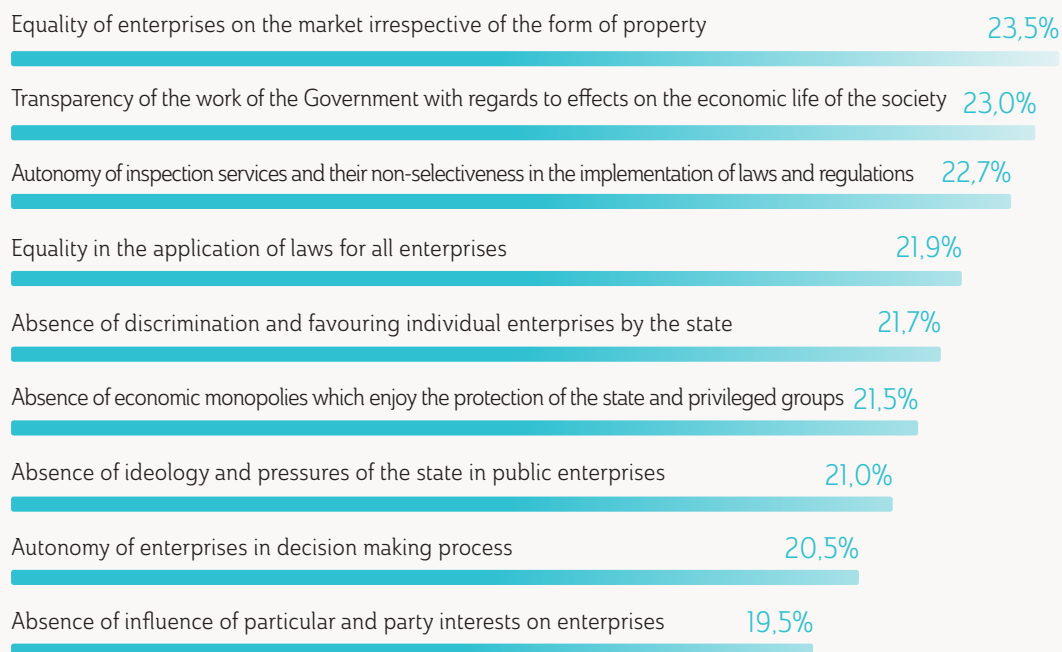 Equality of enterprises on the market irrespective of the form of property 23,5%
Transparency of the work of the Government with regards to effects on the economic life of the society 23,0%
Autonomy of inspection services and their non-selectiveness in the implementation of laws and regulations 22,7%
Equality in the application of laws for all enterprises 21,9%
Absence of discrimination and favouring individual enterprises by the state 21,7%
Absence of economic monopolies which enjoy the protection of the state and privileged groups 21,5%
Absence of ideology and pressures of the state in public enterprises 21,0%
Autonomy of enterprises in decision making process 20,5%
Absence of influence of particular and party interests on enterprises 19,5%